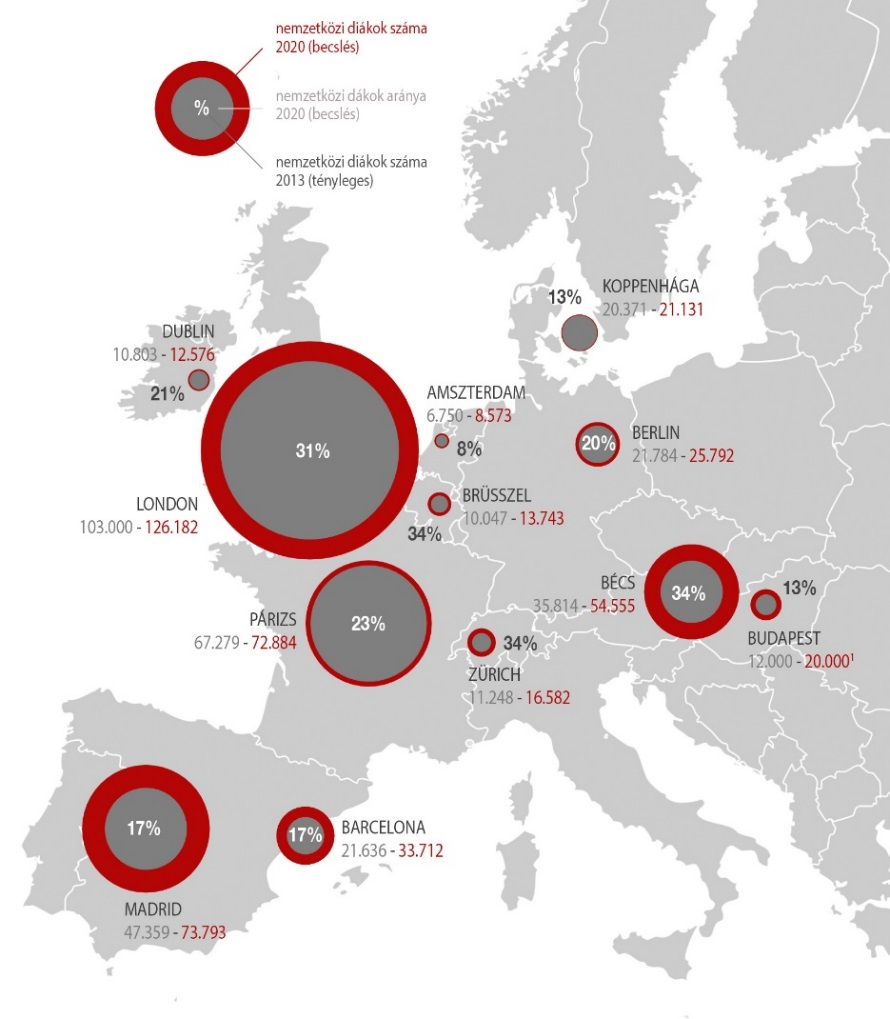 nemzetközi diákok száma
2020 (becslés)
%
nemzetközi dákok aránya
2020 (becslés)
nemzetközi diákok száma
2013 (tényleges)
KOPPENHÁGA
13%
20.371 - 21.131
DUBLIN
10.803 - 12.576
21%
AMSZTERDAM
6.750 - 8.573
8%
BERLIN
20%
21.784 - 25.792
31%
LONDON
103.000 - 126.182
BRÜSSZEL
10.047 - 13.743
34%
BÉCS
34%
35.814 - 54.555
13%
BUDAPEST
12.000 - 20.000¹
PÁRIZS
23%
67.279 - 72.884
34%
ZÜRICH
11.248 - 16.582
17%
MADRID
47.359 - 73.793
17%
BARCELONA
21.636 - 33.712